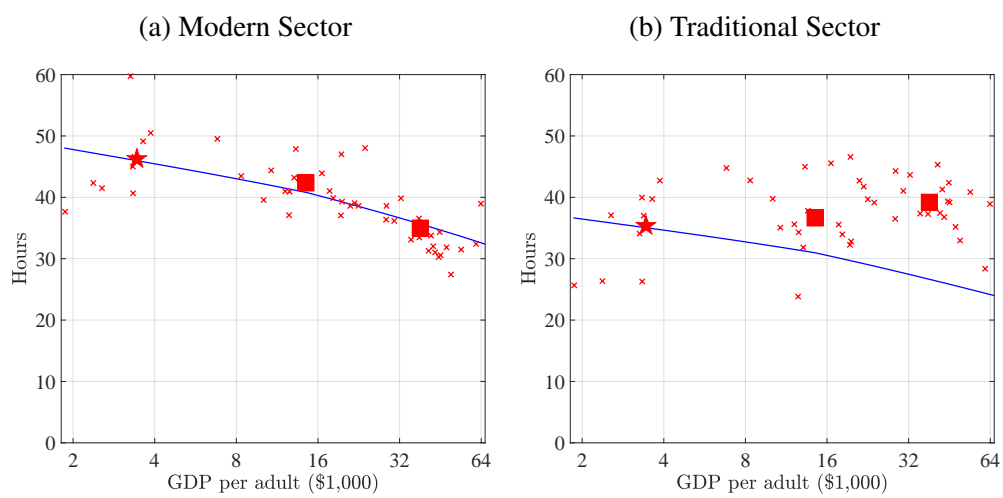 (a) Modern Sector
60
50
40
30
20
10
0
Hours
2 4 8 16 32 64
GDP per adult ($1,000)
(b) Traditional Sector
60
50
40
30
20
10
0
Hours
2 4 8 16 32 64
GDP per adult ($1,000)